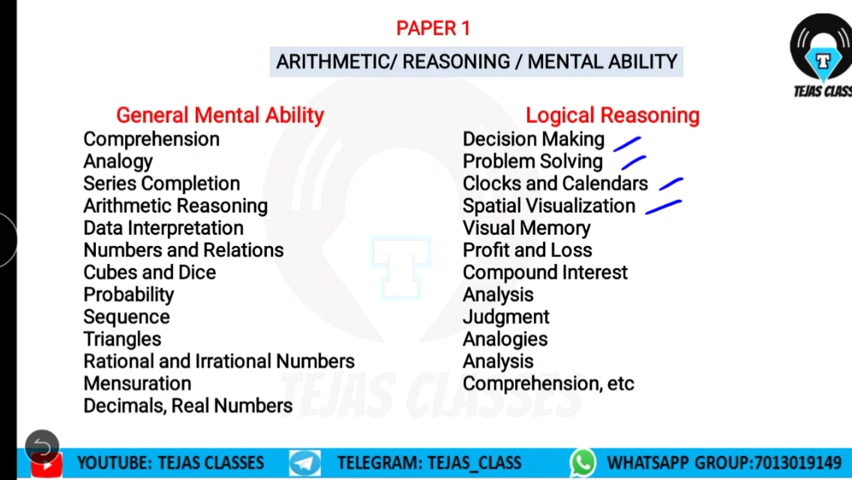 PAPER 1
ARITHMETIC/ REASONING / MENTAL ABILITY
T
TEJAS CLASS
General Mental Ability
Comprehension
Analogy
Series Completion
Arithmetic Reasoning
Data Interpretation
Numbers and Relations
Cubes and Dice
Probability
Sequence
Triangles
Rational and Irrational Numbers
Mensuration
Decimals, Real Numbers
Logical Reasoning
Decision Making
Problem Solving
Clocks and Calendars
Spatial Visualization
Visual Memory
Profit and Loss
Compound Interest
Analysis
Judgment
Analogies
Analysis
Comprehension, etc
T
TEJAS CLASSES
YOUTUBE: TEJAS CLASSES
TELEGRAM: TEJAS_CLASS
WHATSAPP GROUP:7013019149